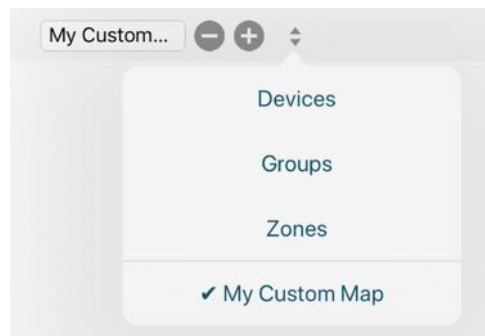 My Custom...
Devices
Groups
Zones
✔ My Custom Map